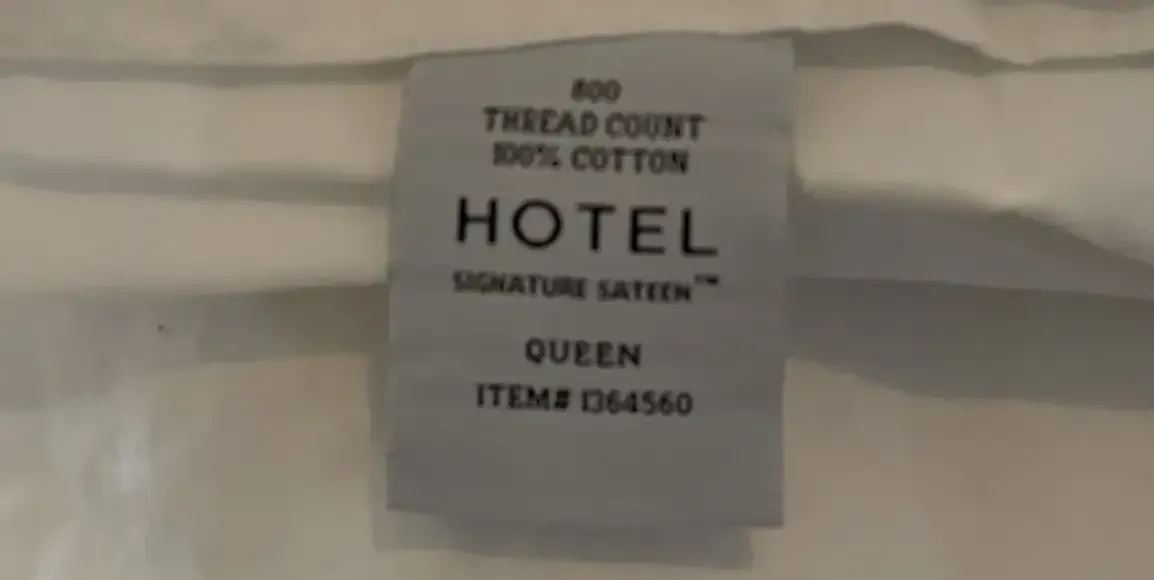 800
THREAD COUNT
100% COTTON
HOTEL
SIGNATURE SATEEN™
QUEEN
ITEM# 1364560